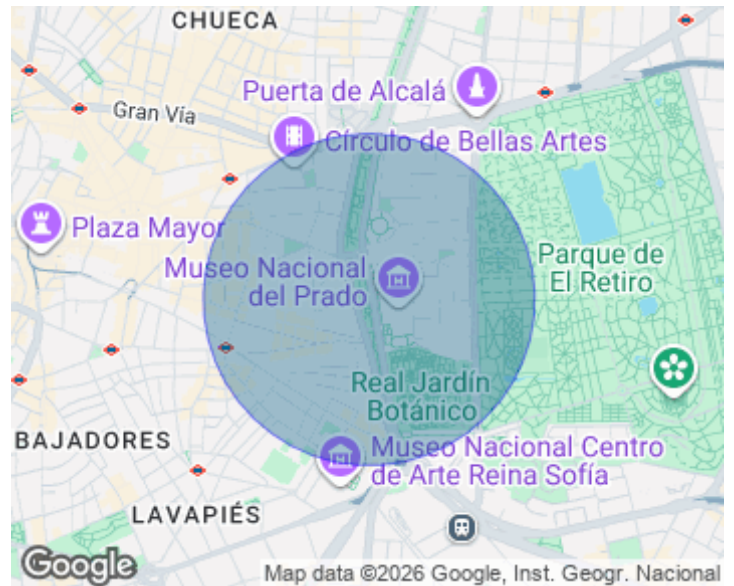 CHUECA
Puerta de Alcalá
Gran Vía
Círculo de Bellas Artes
Plaza Mayor
Museo Nacional
del Prado
Parque de
El Retiro
Real Jardín
Botánico
BAJADORES
Museo Nacional Centro
de Arte Reina Sofía
LAVAPIÉS
Google
Map data ©2026 Google, Inst. Geogr. Nacional